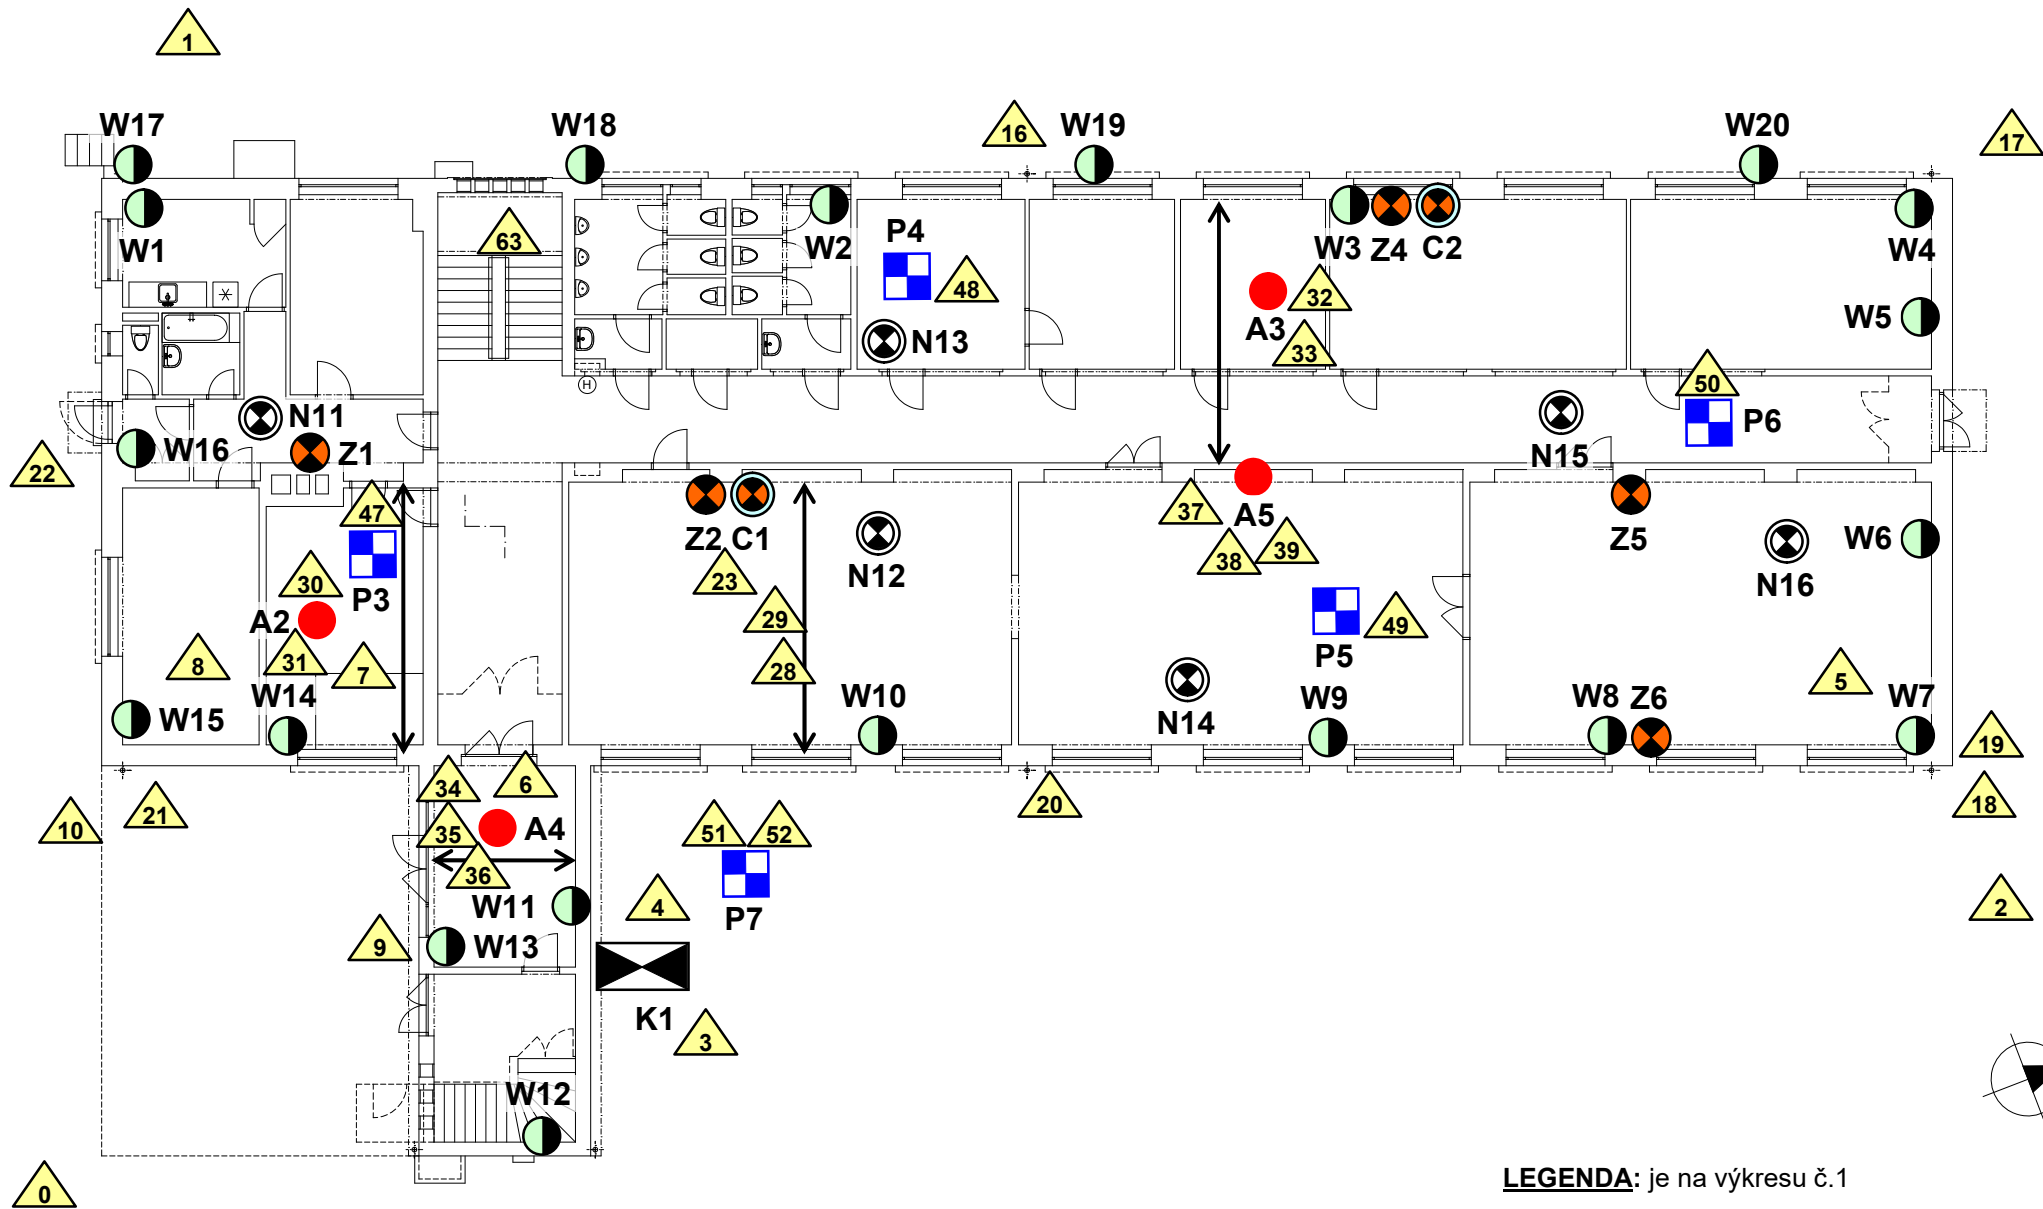 1
W17
W18
16
W19
W20
17
W1
63
W2
P4
48
W3
Z4
C2
W4
A3
32
33
W5
N13
H
50
P6
N11
Z1
W16
22
N15
47
Z2
C1
N12
37
A5
38
39
Z5
N16
W6
30
P3
A2
31
7
8
23
29
28
W10
P5
49
N14
W9
W8
Z6
5
W7
W14
W15
19
18
20
10
21
34
6
35
A4
36
51
52
P7
W11
4
W13
9
2
K1
3
W12
0
LEGENDA: je na výkresu č.1